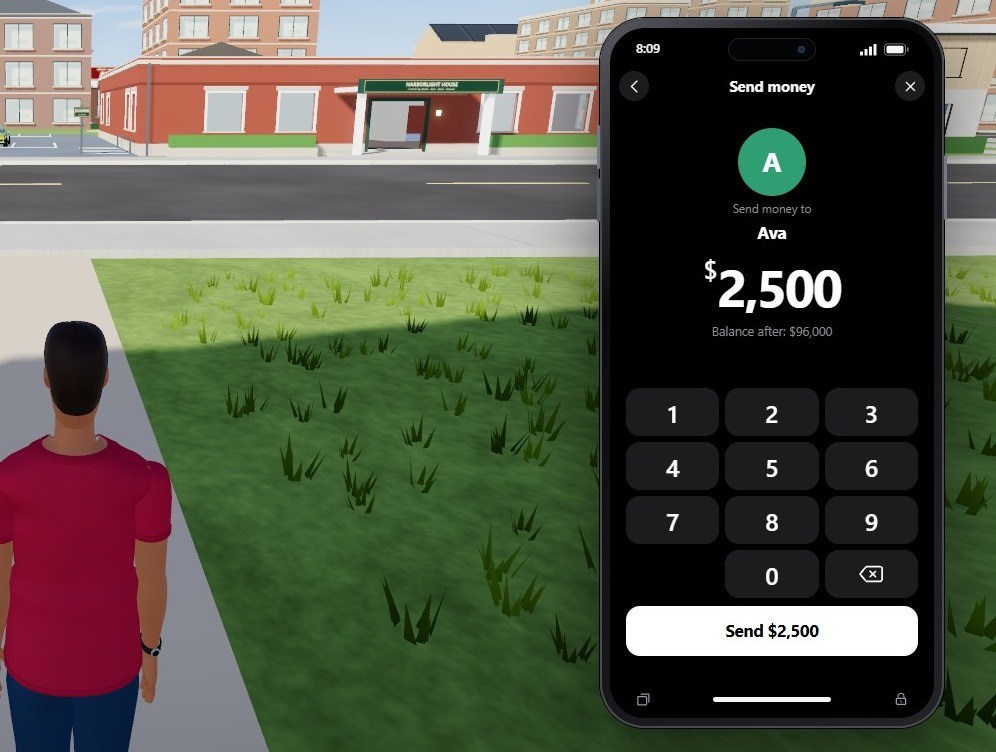 HARBORLIGHT HOUSE
8:09
Send money
A
Send money to
Ava
$2,500
Balance after: $96,000
1 2 3
4 5 6
7 8 9
0
Send $2,500